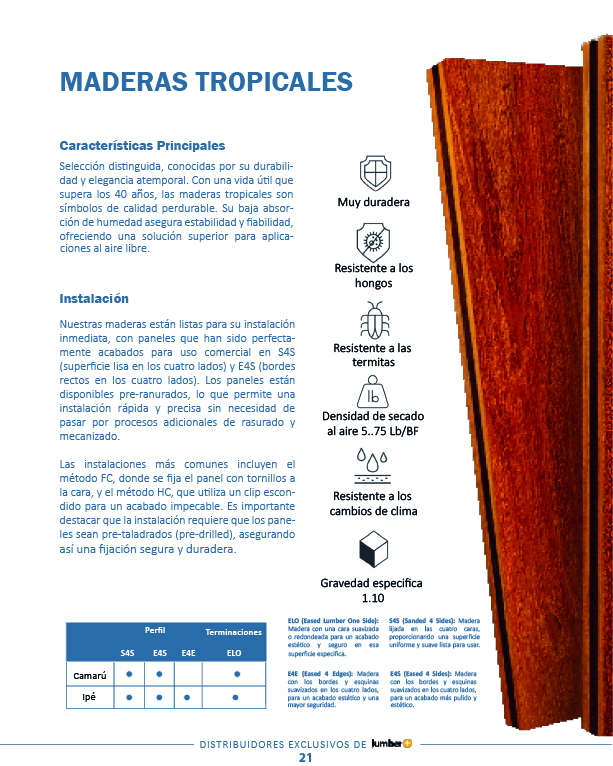 MADERAS TROPICALES
Características Principales
Selección distinguida, conocidas por su durabili-
dad y elegancia atemporal. Con una vida útil que
supera los 40 años, las maderas tropicales son
símbolos de calidad perdurable. Su baja absor-
ción de humedad asegura estabilidad y fiabilidad,
ofreciendo una solución superior para aplica-
ciones al aire libre.
Instalación
Nuestras maderas están listas para su instalación
inmediata, con paneles que han sido perfecta-
mente acabados para uso comercial en S4S
(superficie lisa en los cuatro lados) y E4S (bordes
rectos en los cuatro lados). Los paneles están
disponibles pre-ranurados, lo que permite una
instalación rápida y precisa sin necesidad de
pasar por procesos adicionales de rasurado y
mecanizado.
Las instalaciones más comunes incluyen el
método FC, donde se fija el panel con tornillos a
la cara, y el método HC, que utiliza un clip escon-
dido para un acabado impecable. Es importante
destacar que la instalación requiere que los pane-
les sean pre-taladrados (pre-drilled), asegurando
así una fijación segura y duradera.
Muy duradera
Resistente a los
hongos
Resistente a las
termitas
lb
Densidad de secado
al aire 5..75 Lb/BF
Resistente a los
cambios de clima
Gravedad especifica
1.10
Perfil Terminaciones
S4S E4S E4E ELO
Camarú
Ipé
ELO (Eased Lumber One Side):
Madera con una cara suavizada
o redondeada para un acabado
estético y seguro en esa
superficie específica.
S4S (Sanded 4 Sides): Madera
lijada en las cuatro caras,
proporcionando una superficie
uniforme y suave lista para usar.
E4E (Eased 4 Edges): Madera
con los bordes y esquinas
suavizados en los cuatro lados,
para un acabado estético y una
mayor seguridad.
E4S (Eased 4 Sides): Madera
con los bordes y esquinas
suavizados en los cuatro lados,
para un acabado más pulido y
estético.
DISTRIBUIDORES EXCLUSIVOS DE lumber
21